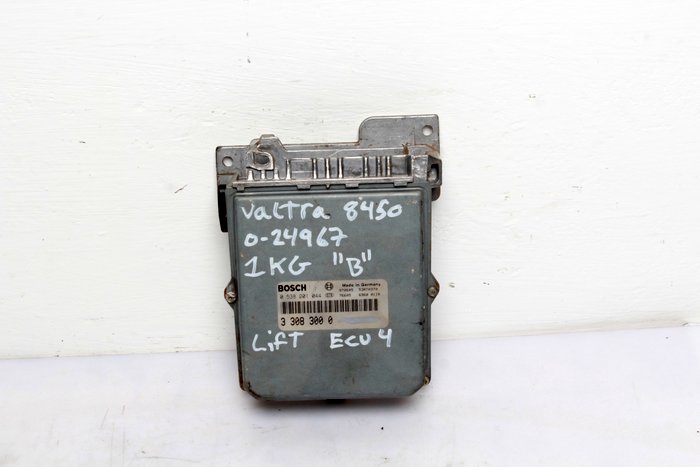 Valtra 8450
0-24967
1KG "B"
BOSCH Made in Germany
0 538 201 044
3 308 300 0
Lift ECU 4